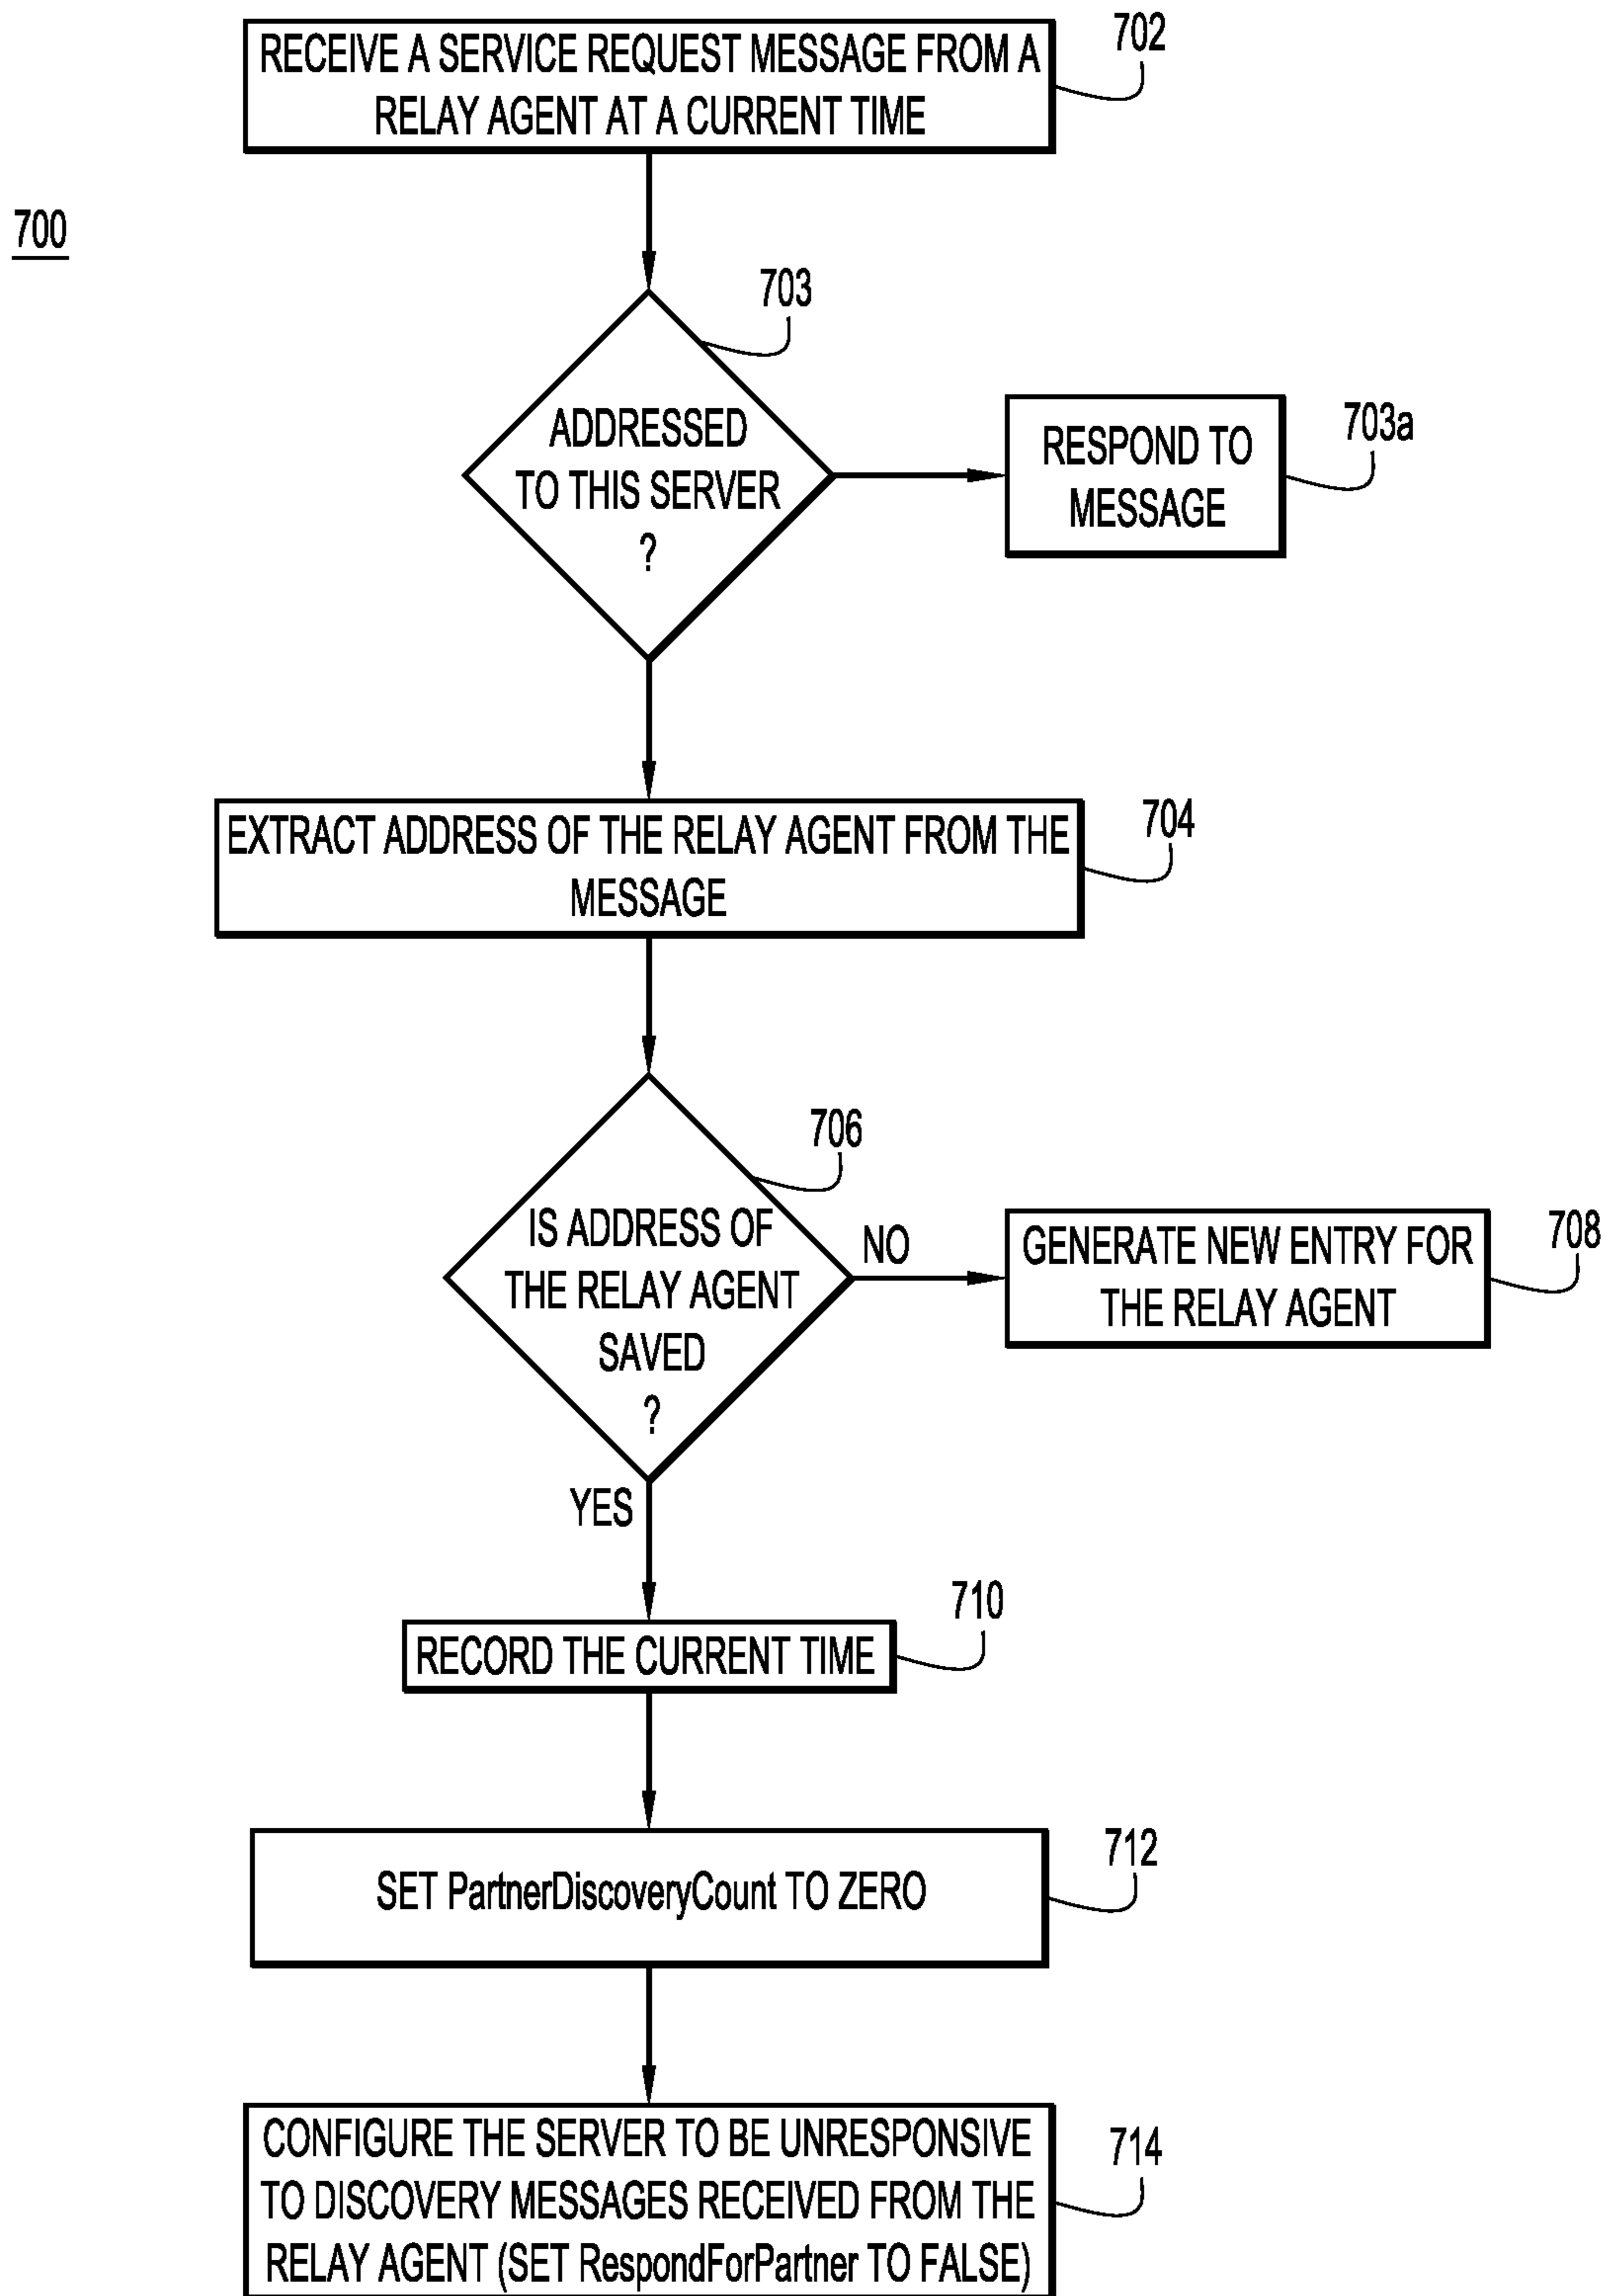 RECEIVE A SERVICE REQUEST MESSAGE FROM A
RELAY AGENT AT A CURRENT TIME
702
700
703
ADDRESSED
TO THIS SERVER
?
RESPOND TO
MESSAGE
703a
EXTRACT ADDRESS OF THE RELAY AGENT FROM THE
MESSAGE
704
706
IS ADDRESS OF
THE RELAY AGENT
SAVED
?
NO
GENERATE NEW ENTRY FOR
THE RELAY AGENT
708
YES
RECORD THE CURRENT TIME
710
SET PartnerDiscoveryCount TO ZERO
712
CONFIGURE THE SERVER TO BE UNRESPONSIVE
TO DISCOVERY MESSAGES RECEIVED FROM THE
RELAY AGENT (SET RespondForPartner TO FALSE)
714